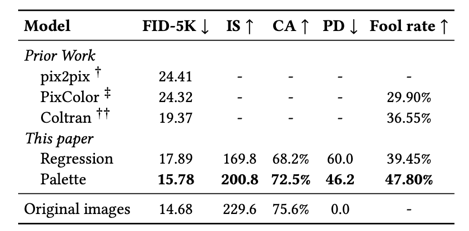 Model FID-5K ↓ IS ↑ CA ↑ PD ↓ Fool rate ↑
Prior Work
pix2pix † 24.41 - - - -
PixColor ‡ 24.32 - - - 29.90%
Coltran †† 19.37 - - - 36.55%
This paper
Regression 17.89 169.8 68.2% 60.0 39.45%
Palette 15.78 200.8 72.5% 46.2 47.80%
Original images 14.68 229.6 75.6% 0.0 -